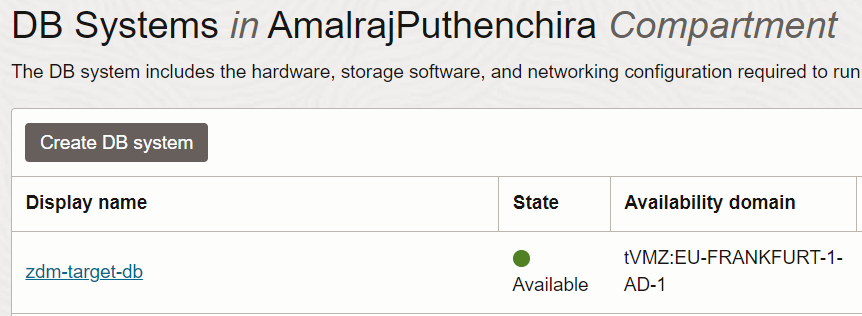 DB Systems in AmalrajPuthenchira Compartment
The DB system includes the hardware, storage software, and networking configuration required to run
Create DB system
Display name State Availability domain
zdm-target-db Available tVMZ:EU-FRANKFURT-1-
AD-1